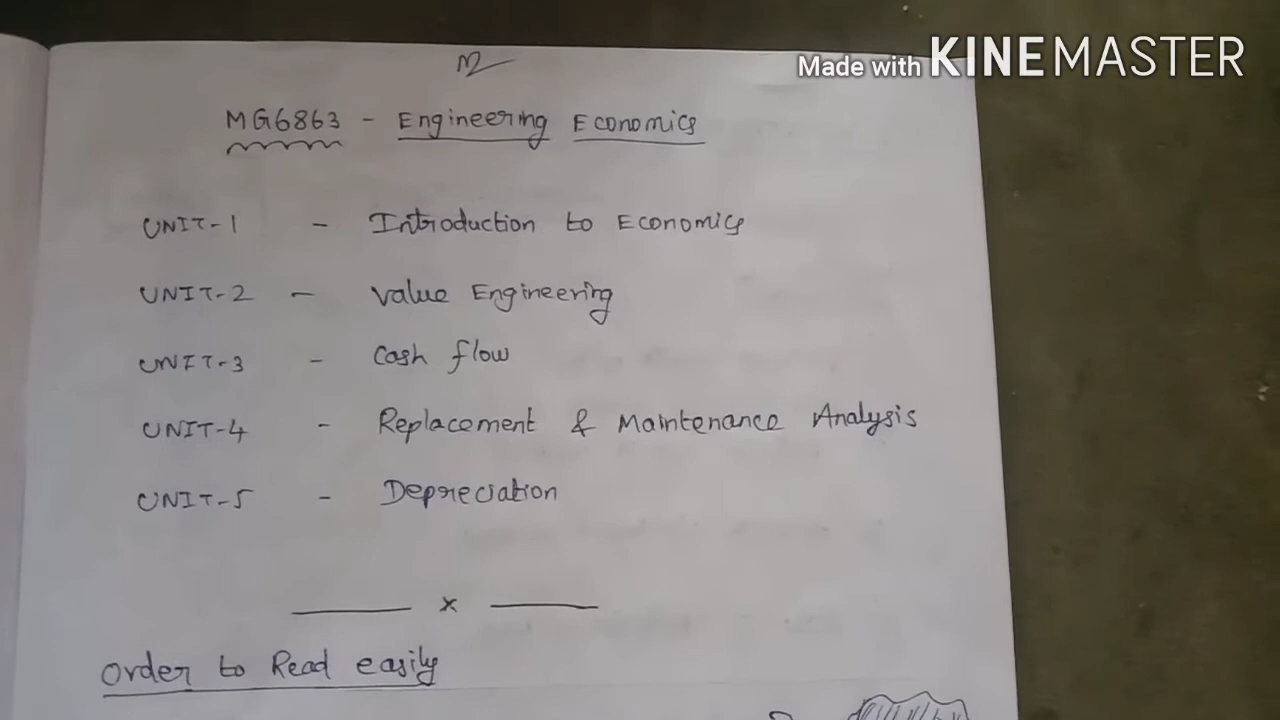 Made with KINEMASTER
MG6863 - Engineering Economics
UNIT-1 - Introduction to Economics
UNIT-2 - Value Engineering
UNIT-3 - Cash flow
UNIT-4 - Replacement & Maintenance Analysis
UNIT-5 - Depreciation
x
Order to Read easily